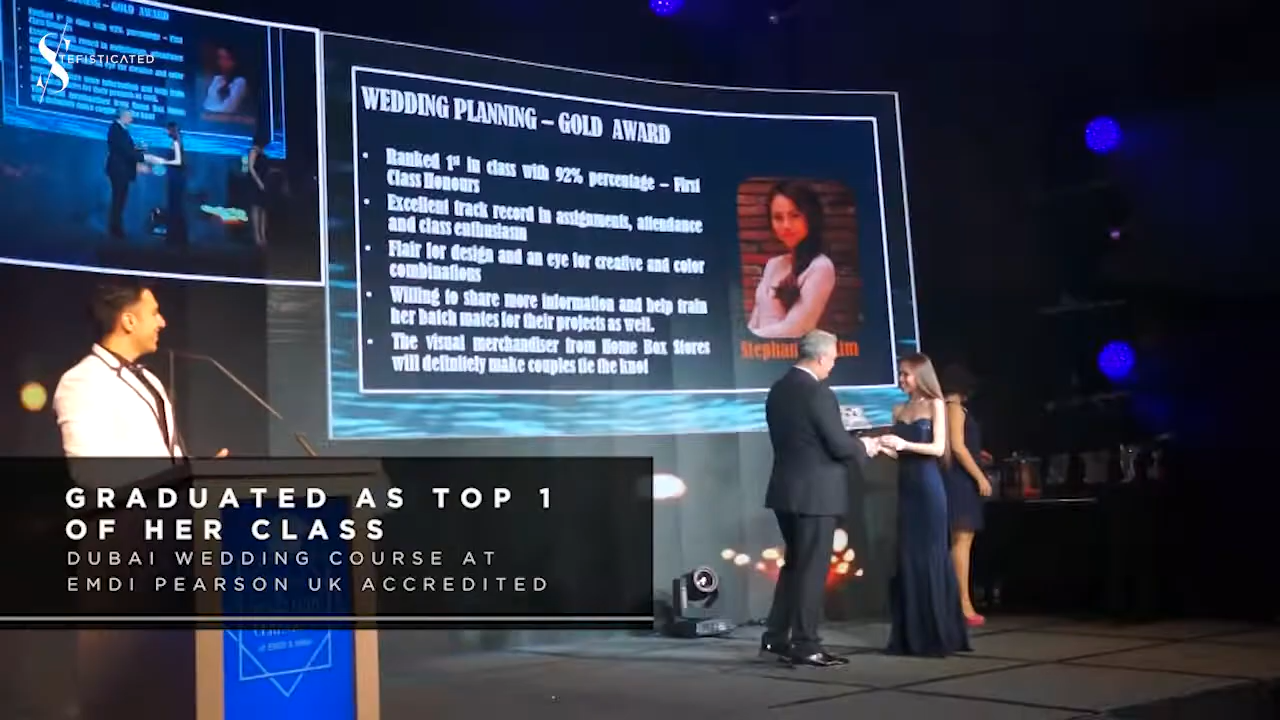 STEFISTICATED
GOLD AWARD
WEDDING PLANNING – GOLD AWARD
• Ranked 1st in class with 92% percentage – First
Class Honours
• Excellent track record in assignments, attendance
and class enthusiasm
• Flair for design and an eye for creative and color
combinations
• Willing to share more information and help train
her batch mates for their projects as well.
• The visual merchandiser from Home Box Stores
will definitely make couples tie the knot
GRADUATED AS TOP 1
OF HER CLASS
DUBAI WEDDING COURSE AT
EMDI PEARSON UK ACCREDITED